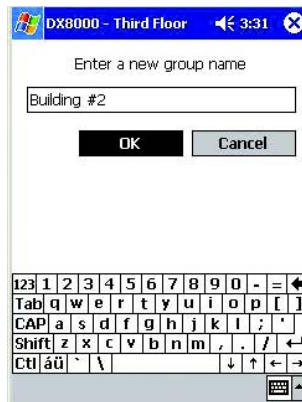 DX8000 - Third Floor 3:31
Enter a new group name
Building #2
OK Cancel
123 1 2 3 4 5 6 7 8 9 0 - =
Tab q w e r t y u i o p [ ]
CAP a s d f g h j k l ; '
Shift z x c v b n m , . /
Ctl áü ` \